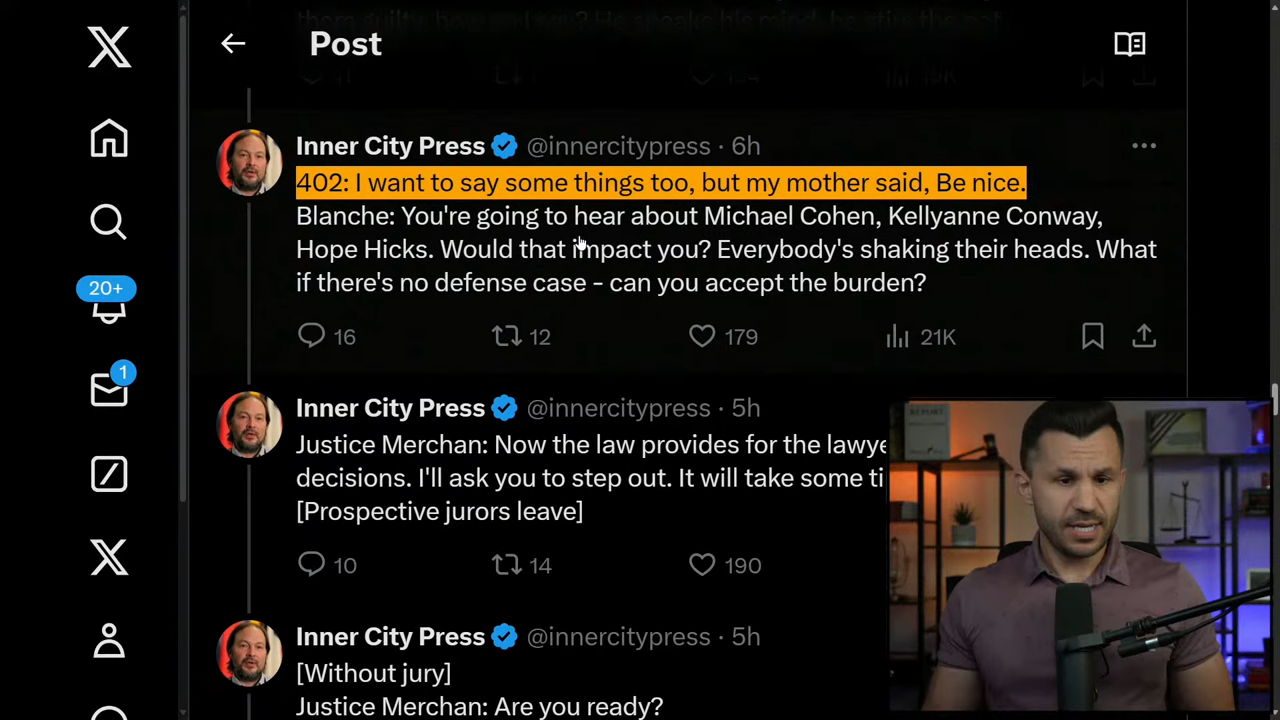 Post
Inner City Press @innercitypress · 6h
402: I want to say some things too, but my mother said, Be nice.
Blanche: You're going to hear about Michael Cohen, Kellyanne Conway,
Hope Hicks. Would that impact you? Everybody's shaking their heads. What
if there's no defense case - can you accept the burden?
20+
16 12 179 21K
1
Inner City Press @innercitypress · 5h
Justice Merchan: Now the law provides for the lawye
decisions. I'll ask you to step out. It will take some ti
[Prospective jurors leave]
10 14 190
Inner City Press @innercitypress · 5h
[Without jury]
Justice Merchan: Are you ready?
REPORT